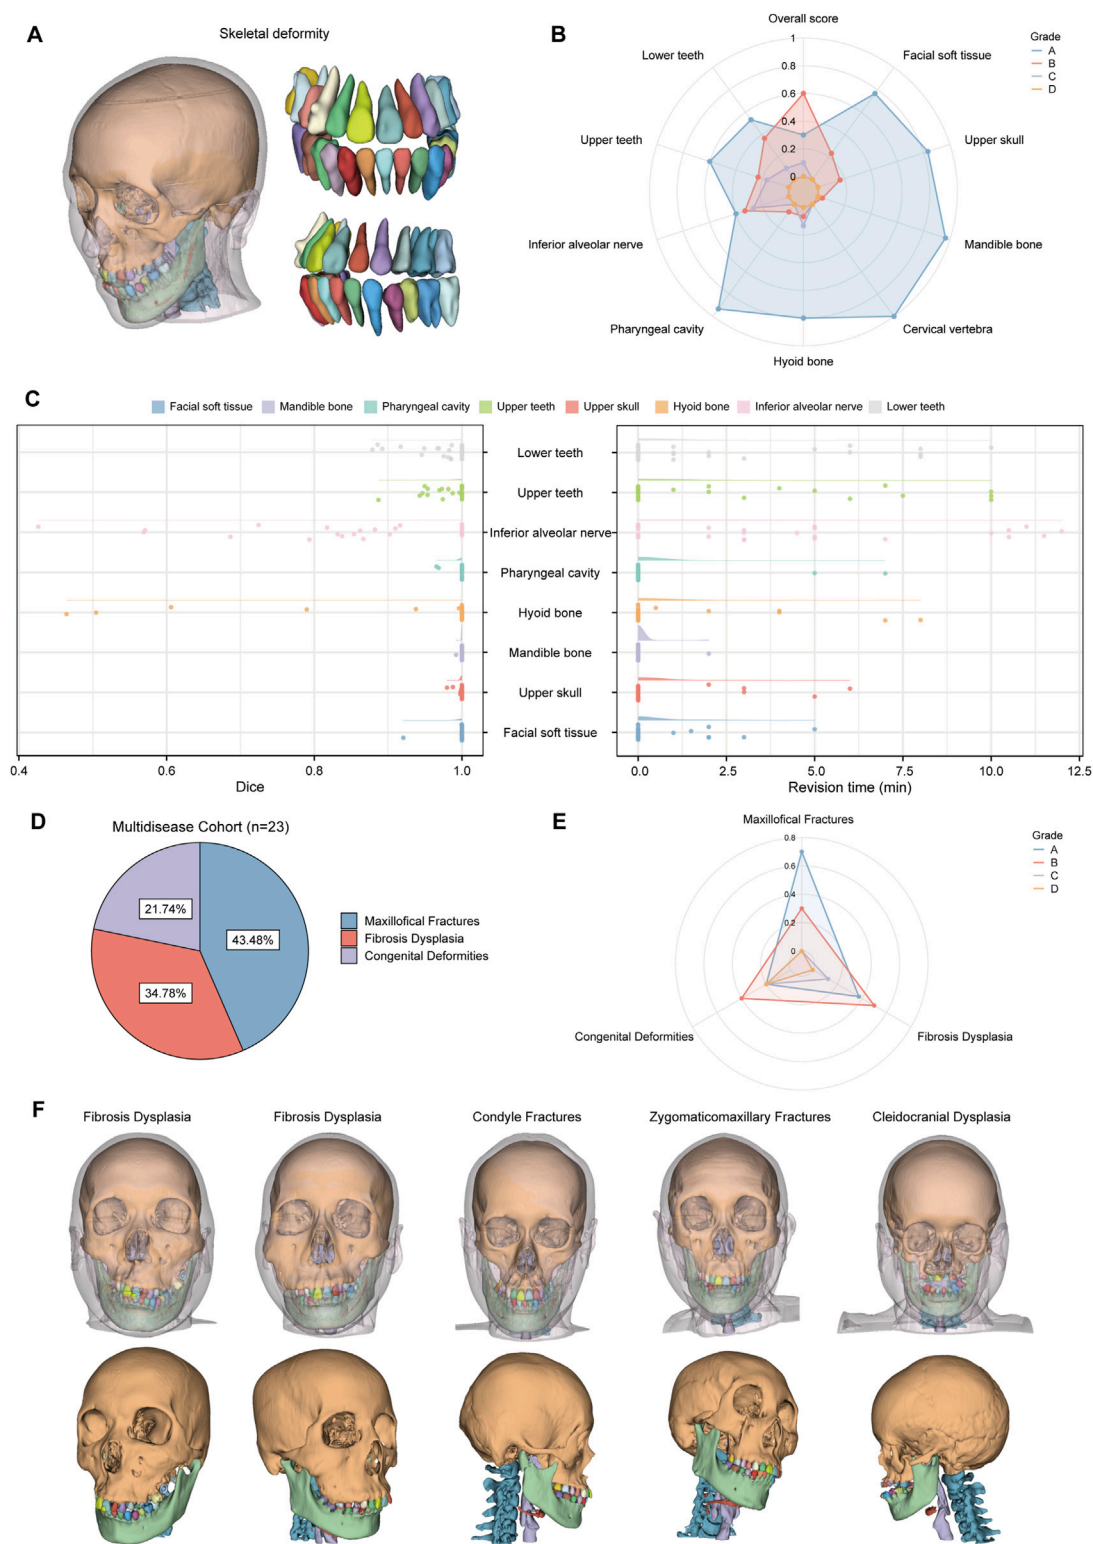 A
Skeletal deformity
B
Overall score
Facial soft tissue
Upper skull
Mandible bone
Cervical vertebra
Hyoid bone
Pharyngeal cavity
Inferior alveolar nerve
Upper teeth
Lower teeth
1
0.8
0.6
0.4
0.2
0
Grade
A
B
C
D
C
Facial soft tissue Mandible bone Pharyngeal cavity Upper teeth Upper skull Hyoid bone Inferior alveolar nerve Lower teeth
Lower teeth
Upper teeth
Inferior alveolar nerve
Pharyngeal cavity
Hyoid bone
Mandible bone
Upper skull
Facial soft tissue
0.4 0.6 0.8 1.0
Dice
0.0 2.5 5.0 7.5 10.0 12.5
Revision time (min)
D
Multidisease Cohort (n=23)
21.74%
43.48%
34.78%
Maxillofical Fractures
Fibrosis Dysplasia
Congenital Deformities
E
Maxillofical Fractures
0.8
0.6
0.4
0.2
0
Congenital Deformities
Fibrosis Dysplasia
Grade
A
B
C
D
F
Fibrosis Dysplasia Fibrosis Dysplasia Condyle Fractures Zygomaticomaxillary Fractures Cleidocranial Dysplasia